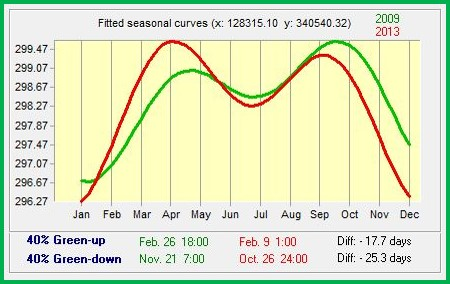 Fitted seasonal curves (x: 128315.10 y: 340540.32)
2009
2013
299.47
299.07
298.67
298.27
297.87
297.07
296.67
296.27
Jan Feb Mar Apr May Jun Jul Aug Sep Oct Nov Dec
40% Green-up Feb. 26 18:00 Feb. 9 1:00 Diff: - 17.7 days
40% Green-down Nov. 21 7:00 Oct. 26 24:00 Diff: - 25.3 days